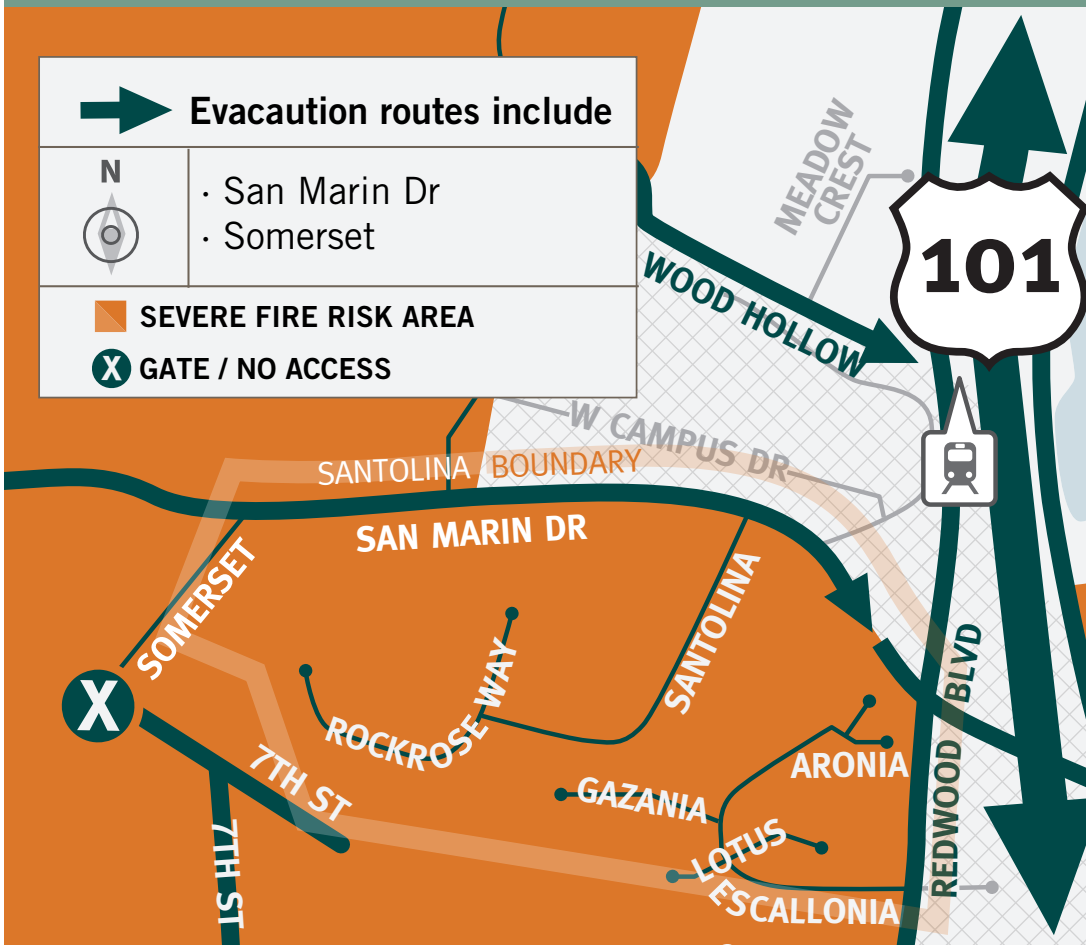 Evacaution routes include
N
· San Marin Dr
· Somerset
SEVERE FIRE RISK AREA
X GATE / NO ACCESS
MEADOW
CREST
101
WOOD HOLLOW
W CAMPUS DR
SANTOLINA BOUNDARY
SAN MARIN DR
SOMERSET
SANTOLINA
X
ROCKROSE WAY
7TH ST
7TH ST
GAZANIA
ARONIA
LOTUS
ESCALLONIA
REDWOOD BLVD